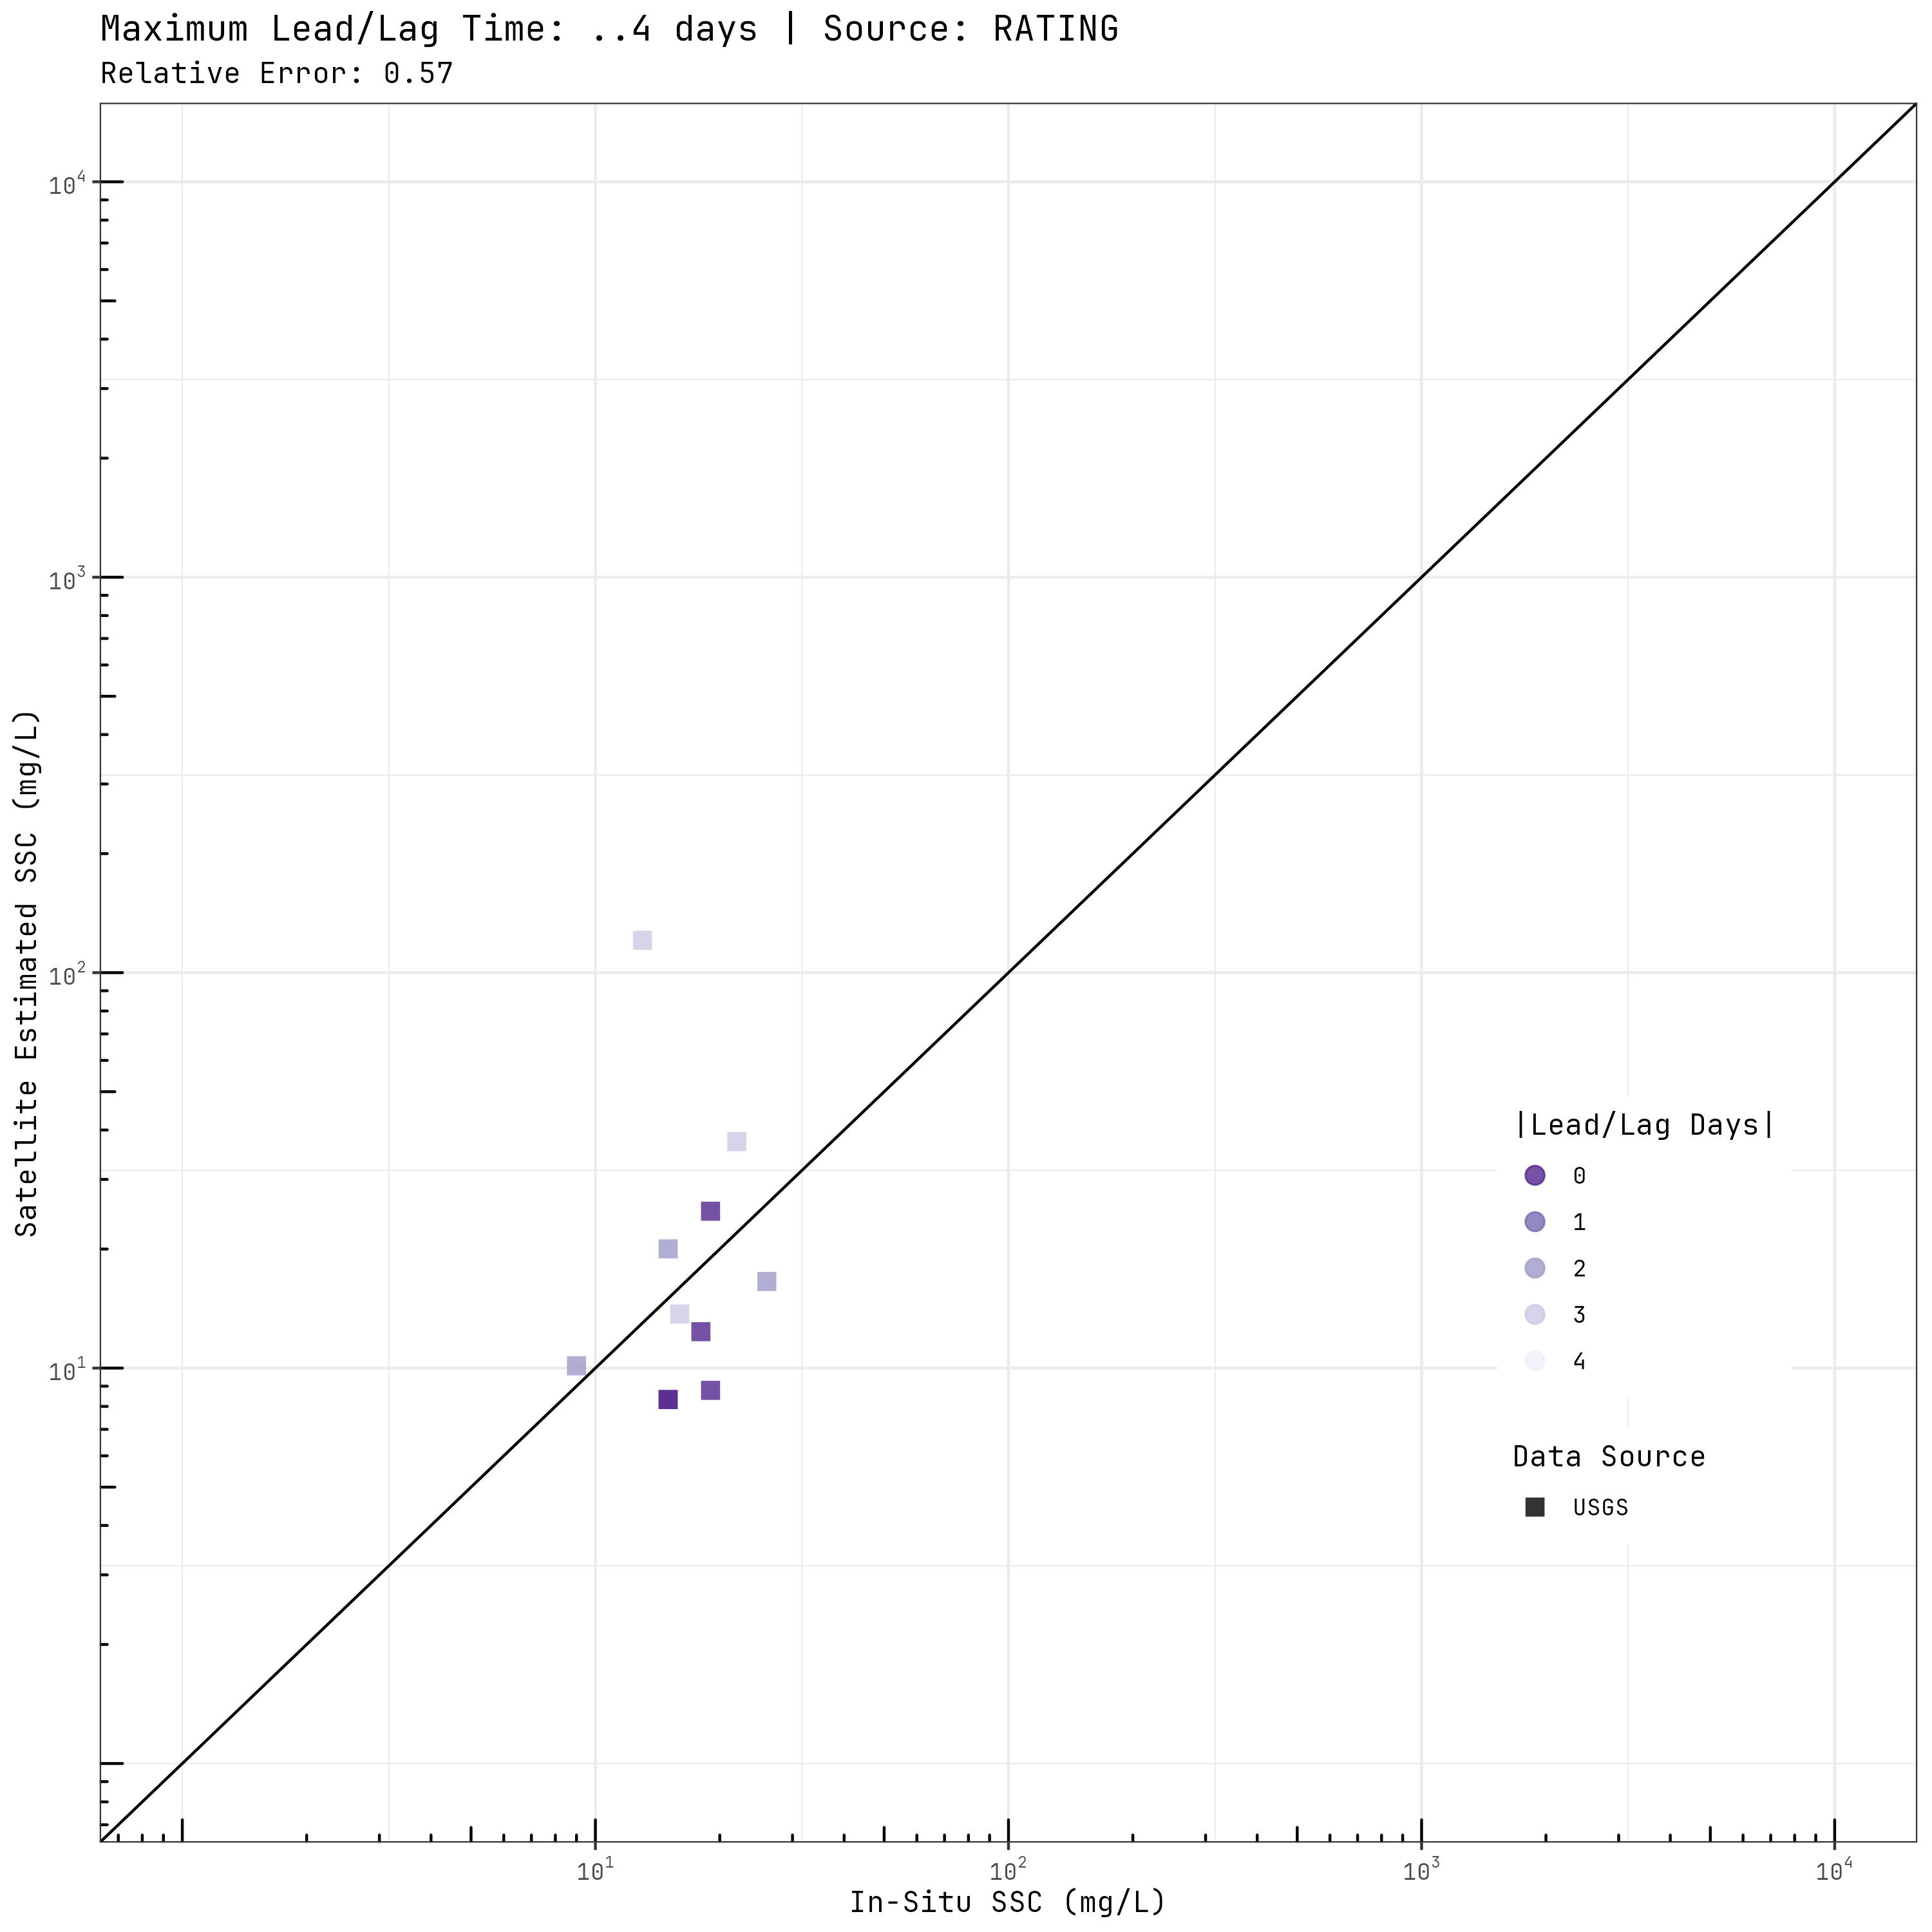 Maximum Lead/Lag Time: ..4 days | Source: RATING
Relative Error: 0.57
10⁴
10³
10²
10¹
Satellite Estimated SSC (mg/L)
|Lead/Lag Days|
0
1
2
3
4
Data Source
USGS
10¹ 10² 10³ 10⁴
In-Situ SSC (mg/L)